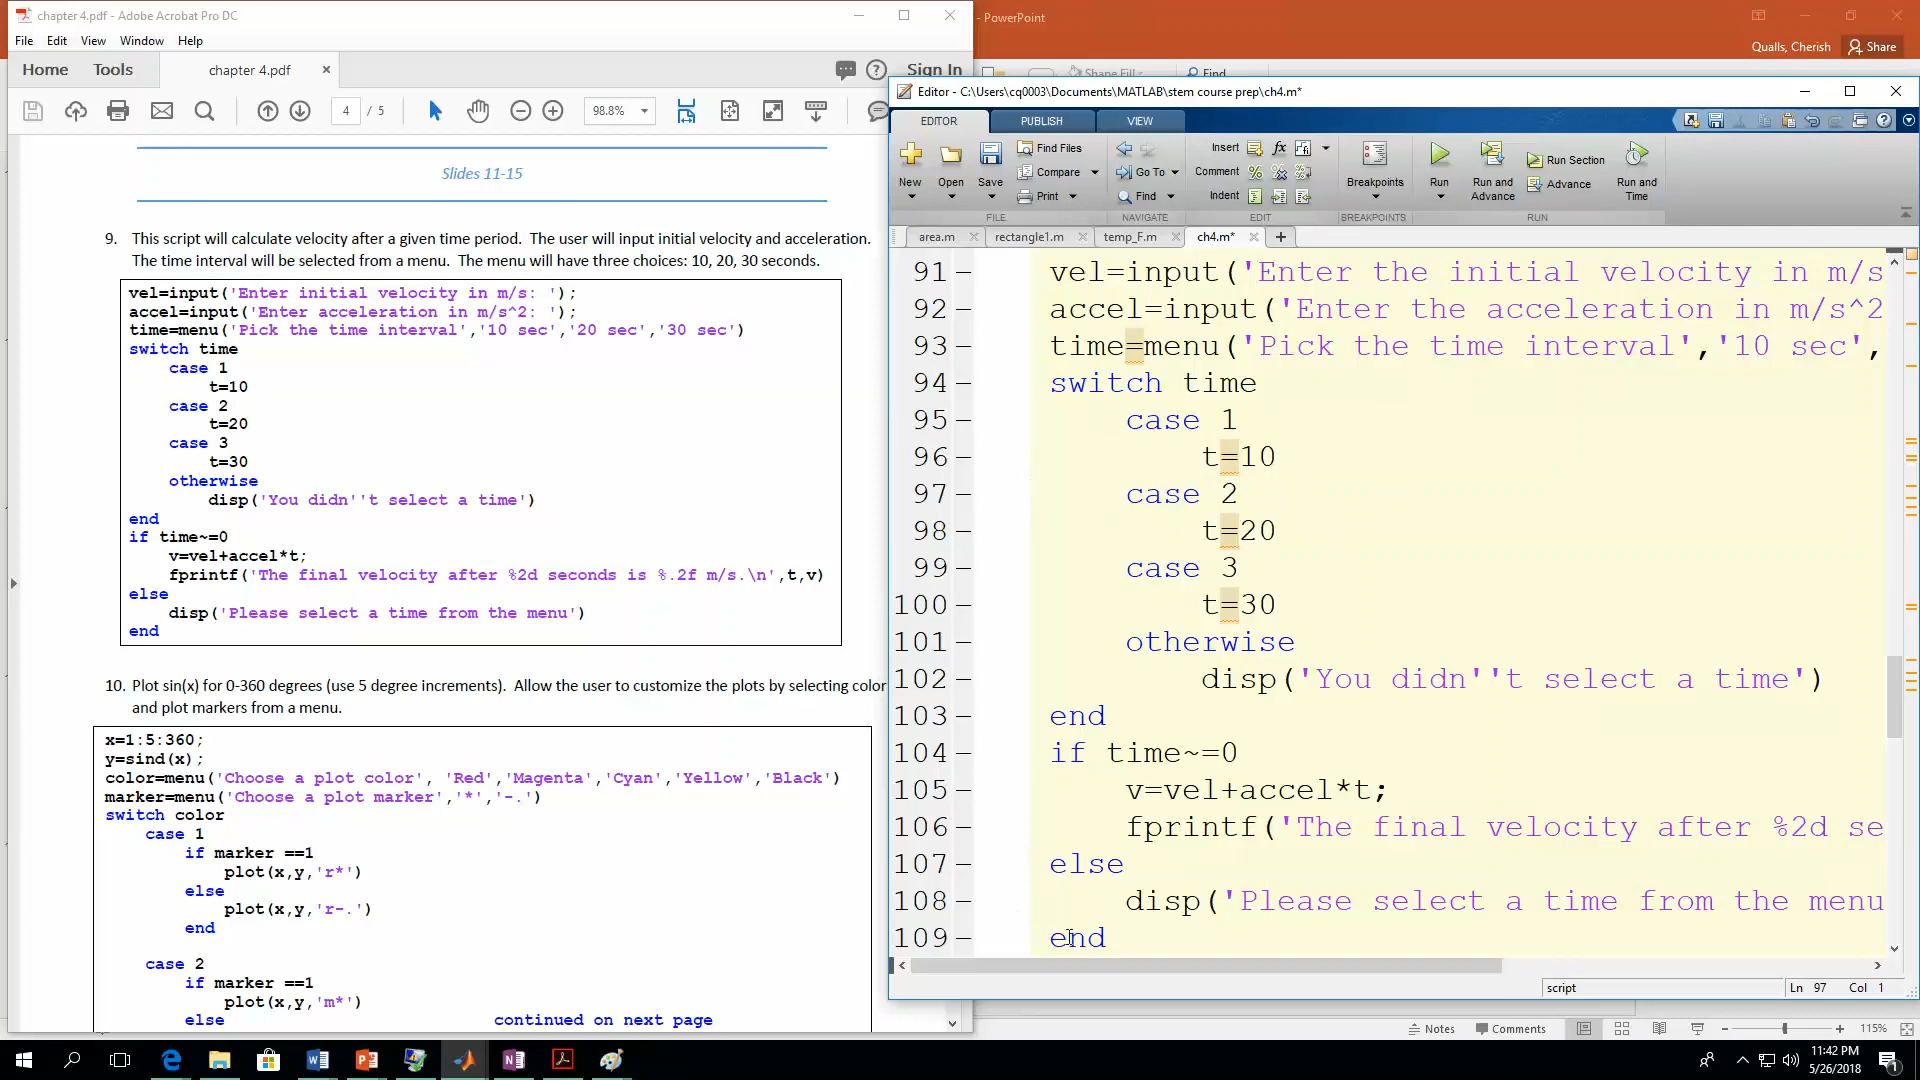 chapter 4.pdf - Adobe Acrobat Pro DC
- PowerPoint
File Edit View Window Help
Qualls, Cherish Share
Home Tools chapter 4.pdf Sign In
Shape Fill Find
4 / 5 98.8%
Slides 11-15
9. This script will calculate velocity after a given time period. The user will input initial velocity and acceleration.
The time interval will be selected from a menu. The menu will have three choices: 10, 20, 30 seconds.
vel=input('Enter initial velocity in m/s: ');
accel=input('Enter acceleration in m/s^2: ');
time=menu('Pick the time interval','10 sec','20 sec','30 sec')
switch time
case 1
t=10
case 2
t=20
case 3
t=30
otherwise
disp('You didn''t select a time')
end
if time~=0
v=vel+accel*t;
fprintf('The final velocity after %2d seconds is %.2f m/s.\n',t,v)
else
disp('Please select a time from the menu')
end
10. Plot sin(x) for 0-360 degrees (use 5 degree increments). Allow the user to customize the plots by selecting color
and plot markers from a menu.
x=1:5:360;
y=sind(x);
color=menu('Choose a plot color', 'Red','Magenta','Cyan','Yellow','Black')
marker=menu('Choose a plot marker','*','-.')
switch color
case 1
if marker ==1
plot(x,y,'r*')
else
plot(x,y,'r-.')
end
case 2
if marker ==1
plot(x,y,'m*')
else
continued on next page
Editor - C:\Users\cq0003\Documents\MATLAB\stem course prep\ch4.m*
EDITOR PUBLISH VIEW
New Open Save
Find Files
Compare
Print
Go To
Find
Insert fx
Comment
Indent
Breakpoints
Run
Run and Advance
Run Section
Advance
Run and Time
FILE NAVIGATE EDIT BREAKPOINTS RUN
area.m rectangle1.m temp_F.m ch4.m* +
91 vel=input('Enter the initial velocity in m/s
92 accel=input('Enter the acceleration in m/s^2
93 time=menu('Pick the time interval','10 sec',
94 switch time
95 case 1
96 t=10
97 case 2
98 t=20
99 case 3
100 t=30
101 otherwise
102 disp('You didn''t select a time')
103 end
104 if time~=0
105 v=vel+accel*t;
106 fprintf('The final velocity after %2d se
107 else
108 disp('Please select a time from the menu
109 end
script Ln 97 Col 1
Notes Comments 115%
11:42 PM
5/26/2018
1